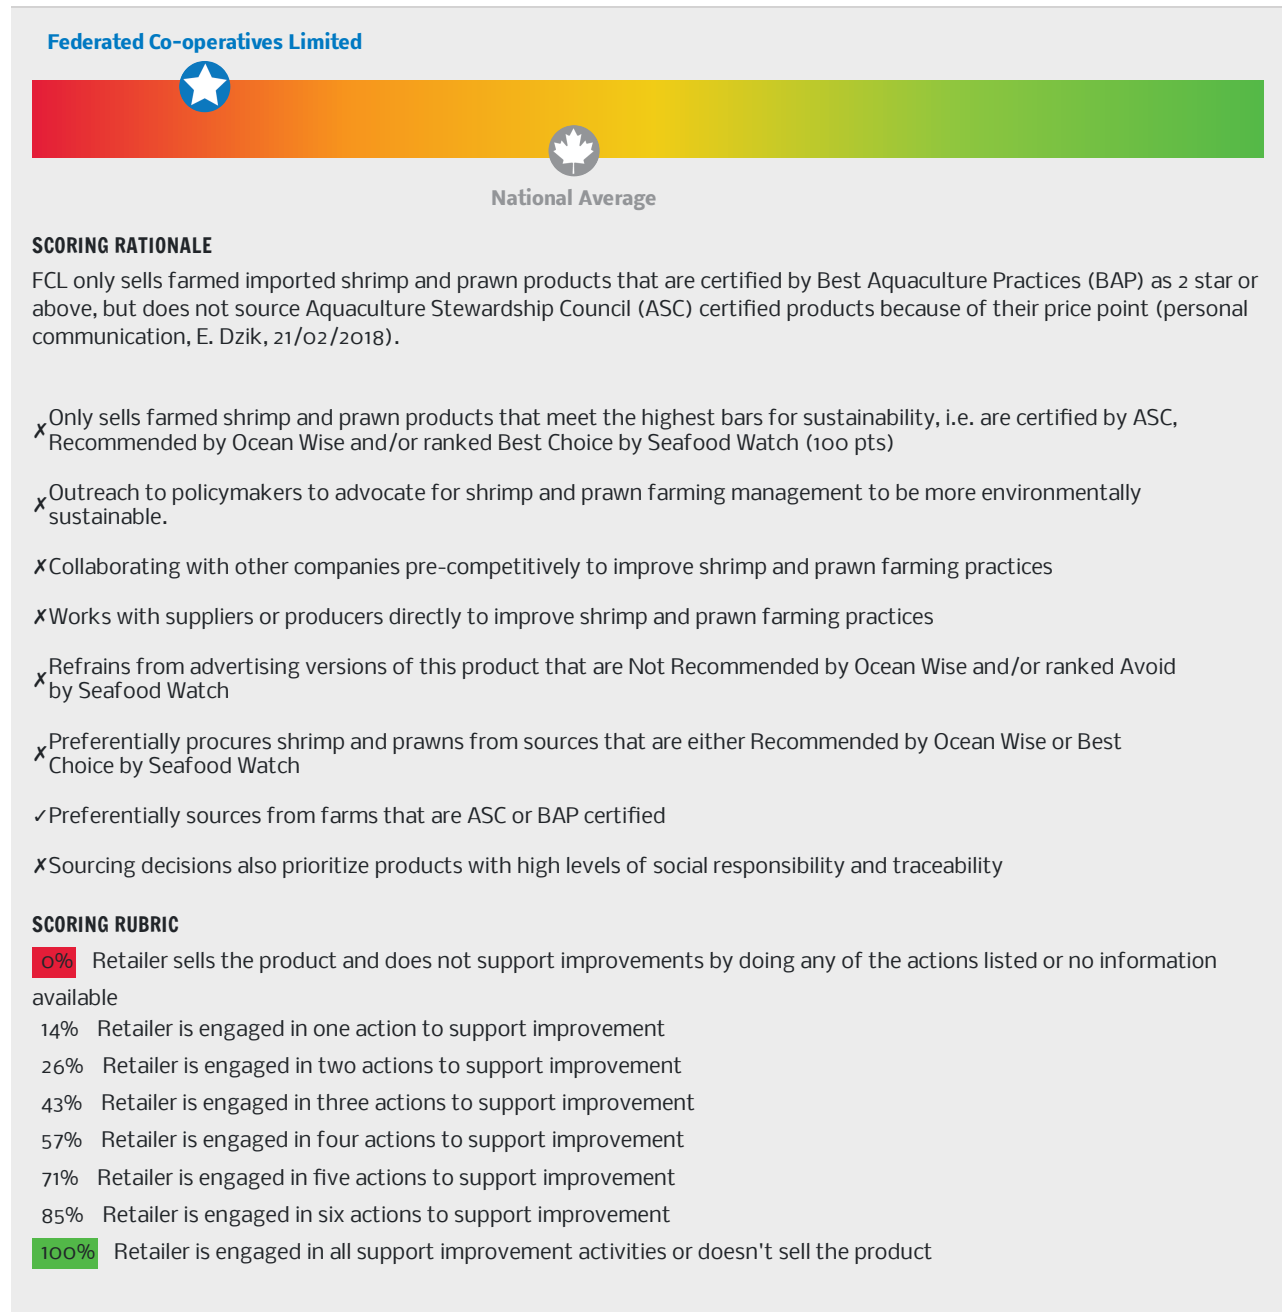 Federated Co-operatives Limited
National Average
SCORING RATIONALE
FCL only sells farmed imported shrimp and prawn products that are certified by Best Aquaculture Practices (BAP) as 2 star or
above, but does not source Aquaculture Stewardship Council (ASC) certified products because of their price point (personal
communication, E. Dzik, 21/02/2018).
✗Only sells farmed shrimp and prawn products that meet the highest bars for sustainability, i.e. are certified by ASC,
Recommended by Ocean Wise and/or ranked Best Choice by Seafood Watch (100 pts)
✗Outreach to policymakers to advocate for shrimp and prawn farming management to be more environmentally
sustainable.
✗Collaborating with other companies pre-competitively to improve shrimp and prawn farming practices
✗Works with suppliers or producers directly to improve shrimp and prawn farming practices
✗Refrains from advertising versions of this product that are Not Recommended by Ocean Wise and/or ranked Avoid
by Seafood Watch
✗Preferentially procures shrimp and prawns from sources that are either Recommended by Ocean Wise or Best
Choice by Seafood Watch
✓Preferentially sources from farms that are ASC or BAP certified
✗Sourcing decisions also prioritize products with high levels of social responsibility and traceability
SCORING RUBRIC
0% Retailer sells the product and does not support improvements by doing any of the actions listed or no information
available
14% Retailer is engaged in one action to support improvement
26% Retailer is engaged in two actions to support improvement
43% Retailer is engaged in three actions to support improvement
57% Retailer is engaged in four actions to support improvement
71% Retailer is engaged in five actions to support improvement
85% Retailer is engaged in six actions to support improvement
100% Retailer is engaged in all support improvement activities or doesn't sell the product